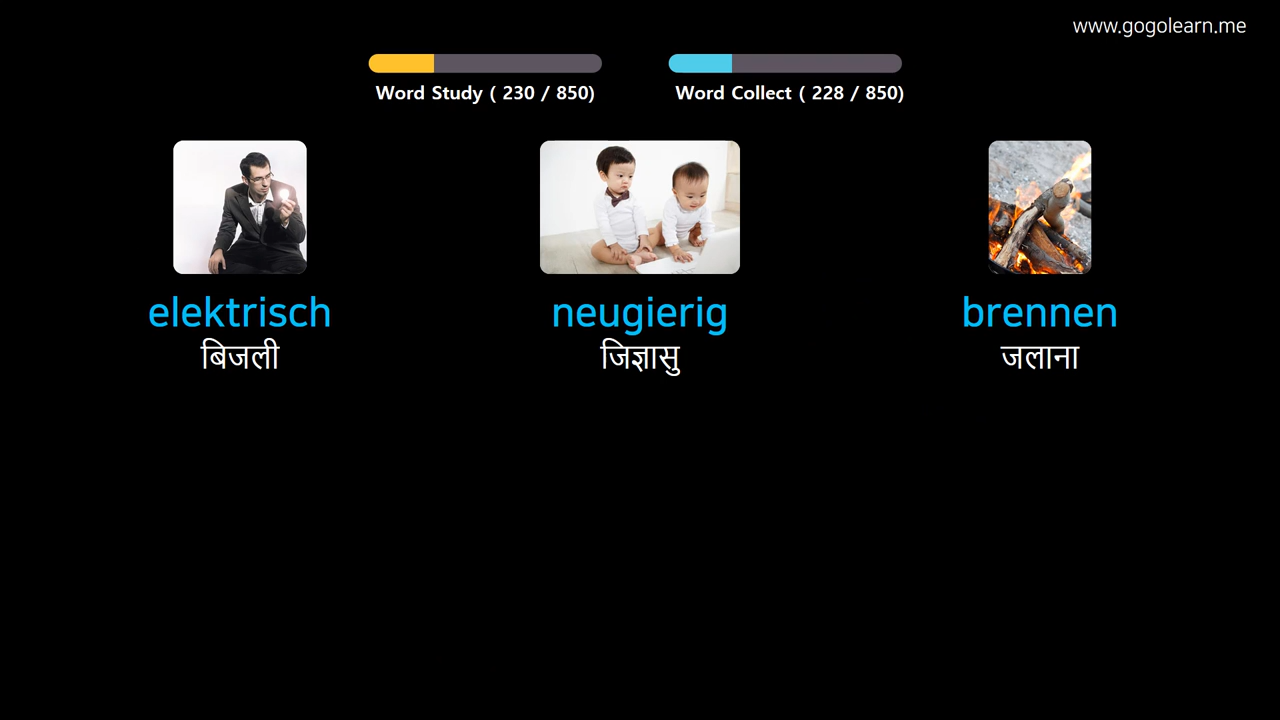 www.gogolearn.me
Word Study ( 230 / 850)
Word Collect ( 228 / 850)
elektrisch
बिजली
neugierig
जिज्ञासु
brennen
जलाना